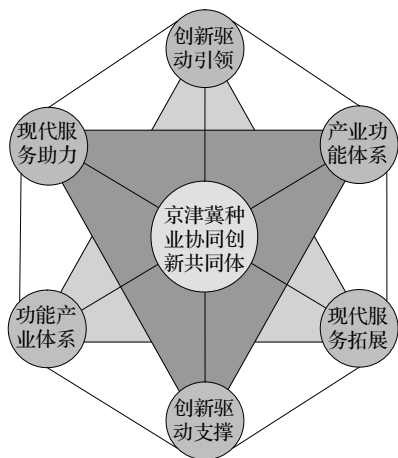 创新驱
动引领
现代服
务助力
产业功
能体系
京津冀种
业协同创
新共同体
功能产
业体系
现代服
务拓展
创新驱
动支撑